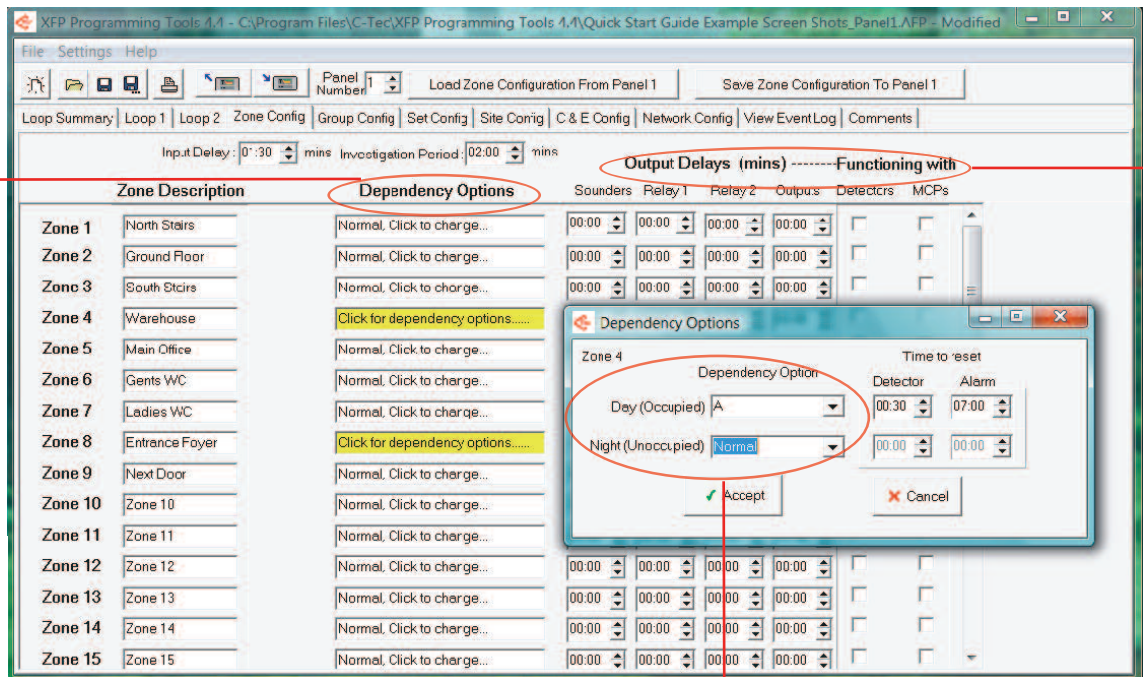 XFP Programming Tools 4.4 - C:\Program Files\C-Tec\XFP Programming Tools 4.4\Quick Start Guide Example Screen Shots_Panel1.AFP - Modified
File Settings Help
Panel Number 1 Load Zone Configuration From Panel 1 Save Zone Configuration To Panel 1
Loop Summary Loop 1 Loop 2 Zone Config Group Config Set Config Site Config C & E Config Network Config View Event Log Comments
Input Delay: 01:30 mins Investigation Period: 02:00 mins
Output Delays (mins) --------Functioning with
Zone Description Dependency Options Sounders Relay 1 Relay 2 Outputs Detectors MCPs
Zone 1 North Stairs Normal, Click to change... 00:00 00:00 00:00 00:00
Zone 2 Ground Floor Normal, Click to change... 00:00 00:00 00:00 00:00
Zone 3 South Stairs Normal, Click to change... 00:00 00:00 00:00 00:00
Zone 4 Warehouse Click for dependency options......
Zone 5 Main Office Normal, Click to change...
Zone 6 Gents WC Normal, Click to change...
Zone 7 Ladies WC Normal, Click to change...
Zone 8 Entrance Foyer Click for dependency options......
Zone 9 Next Door Normal, Click to change...
Zone 10 Zone 10 Normal, Click to change...
Zone 11 Zone 11 Normal, Click to change...
Zone 12 Zone 12 Normal, Click to change... 00:00 00:00 00:00 00:00
Zone 13 Zone 13 Normal, Click to change... 00:00 00:00 00:00 00:00
Zone 14 Zone 14 Normal, Click to change... 00:00 00:00 00:00 00:00
Zone 15 Zone 15 Normal, Click to change... 00:00 00:00 00:00 00:00
Dependency Options
Zone 4 Time to reset
Dependency Option Detector Alarm
Day (Occupied) A 00:30 07:00
Night (Unoccupied) Normal 00:00 00:00
Accept Cancel